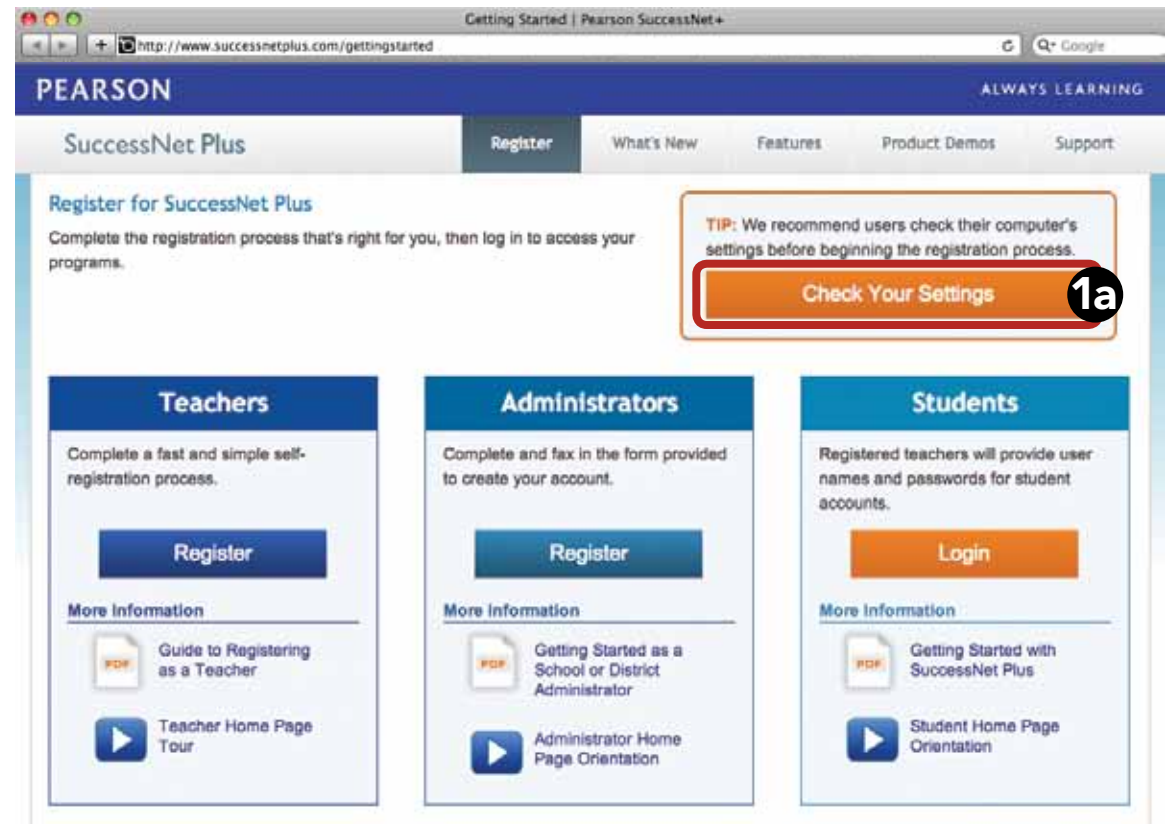 Getting Started | Pearson SuccessNet+
http://www.successnetplus.com/gettingstarted
Google
PEARSON
ALWAYS LEARNING
SuccessNet Plus
Register
What's New
Features
Product Demos
Support
Register for SuccessNet Plus
Complete the registration process that's right for you, then log in to access your
programs.
TIP: We recommend users check their computer's
settings before beginning the registration process.
Check Your Settings
1a
Teachers
Complete a fast and simple self-
registration process.
Register
More Information
PDF
Guide to Registering
as a Teacher
Teacher Home Page
Tour
Administrators
Complete and fax in the form provided
to create your account.
Register
More Information
PDF
Getting Started as a
School or District
Administrator
Administrator Home
Page Orientation
Students
Registered teachers will provide user
names and passwords for student
accounts.
Login
More Information
PDF
Getting Started with
SuccessNet Plus
Student Home Page
Orientation